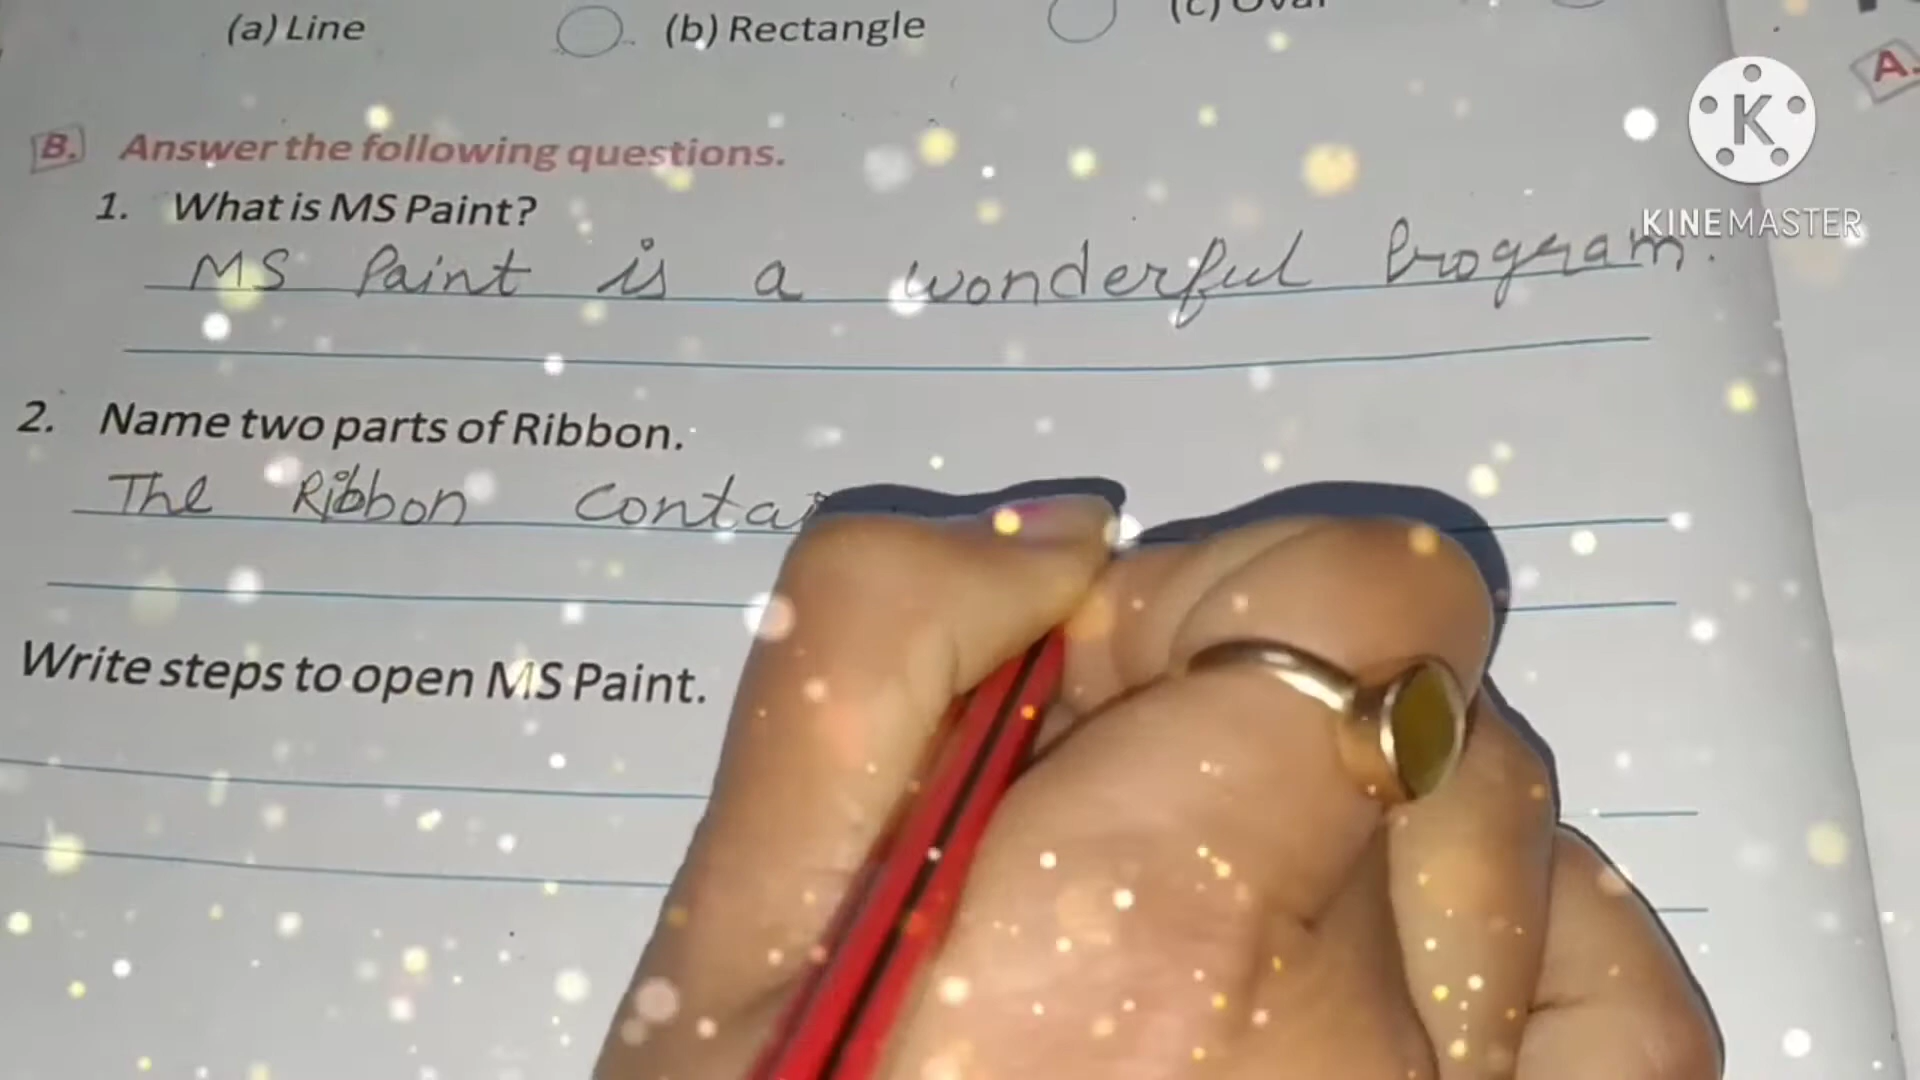 (a) Line (b) Rectangle (c) Oval
A.
B. Answer the following questions.
1. What is MS Paint?
MS Paint is a wonderful Program.
2. Name two parts of Ribbon.
The Ribbon
Write steps to open MS Paint.
K
KINEMASTER